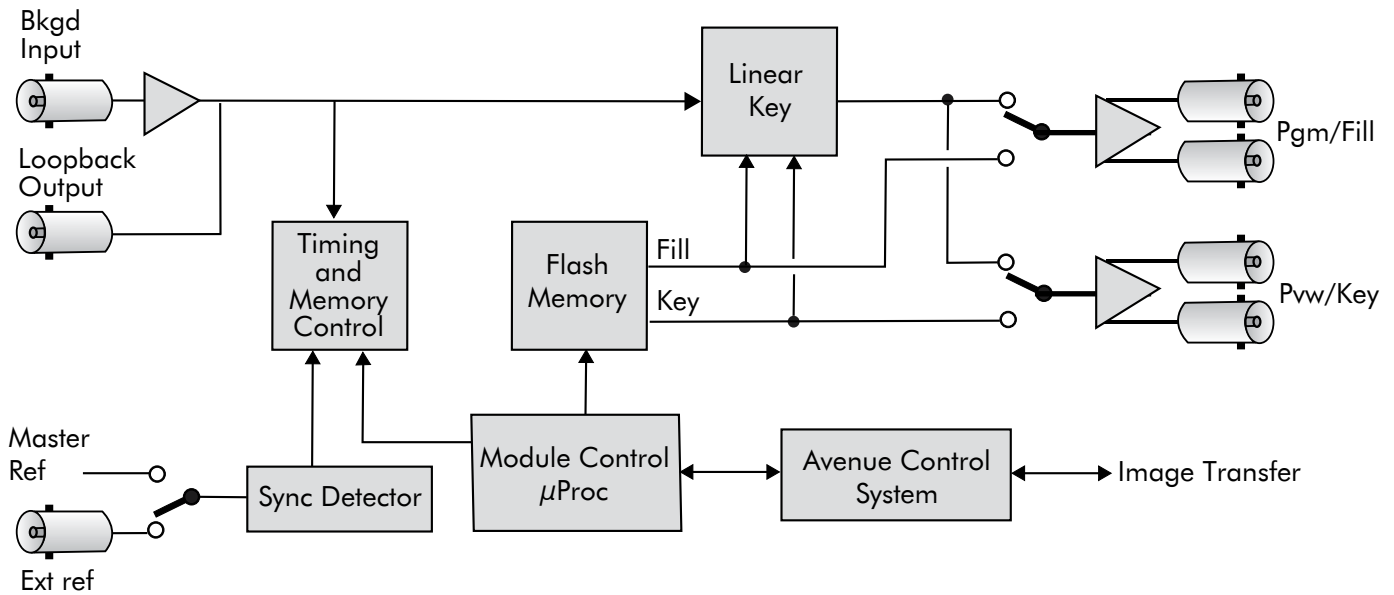 Bkgd
Input
Loopback
Output
Linear
Key
Pgm/Fill
Timing
and
Memory
Control
Flash
Memory
Fill
Key
Pvw/Key
Master
Ref
Ext ref
Sync Detector
Module Control
μProc
Avenue Control
System
Image Transfer